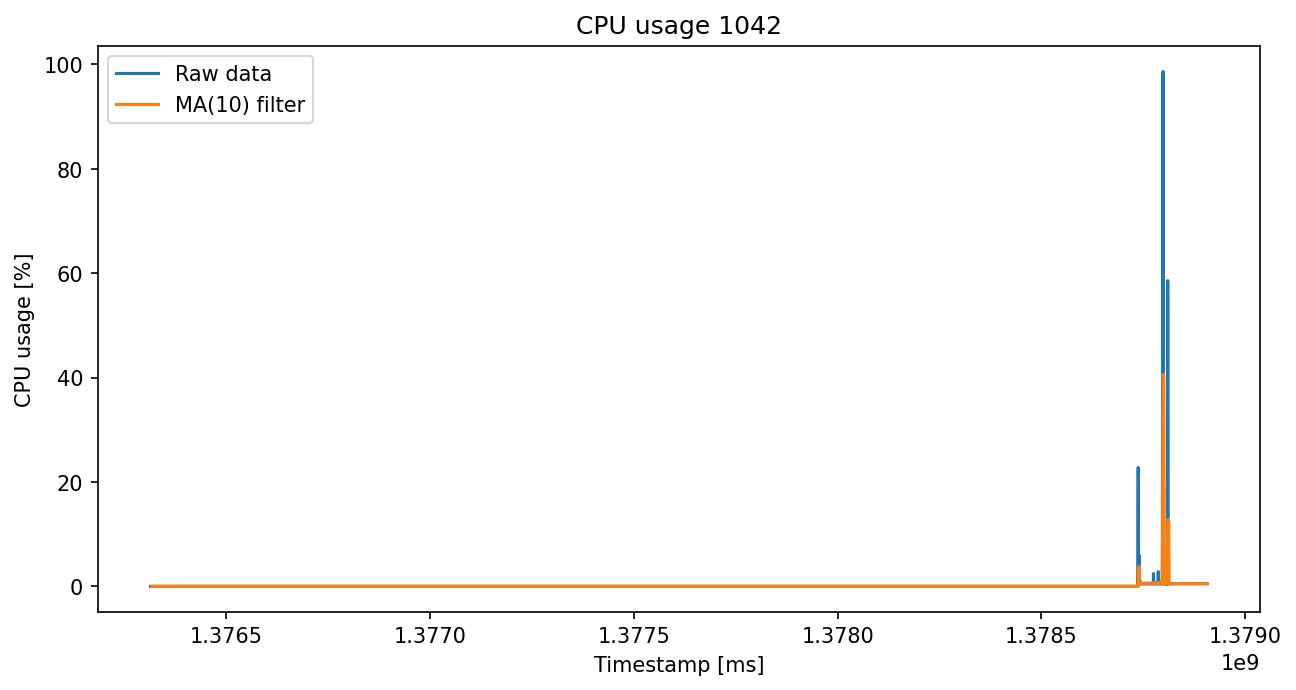 CPU usage 1042
Raw data
MA(10) filter
CPU usage [%]
100
80
60
40
20
0
1.3765 1.3770 1.3775 1.3780 1.3785 1.3790
1e9
Timestamp [ms]